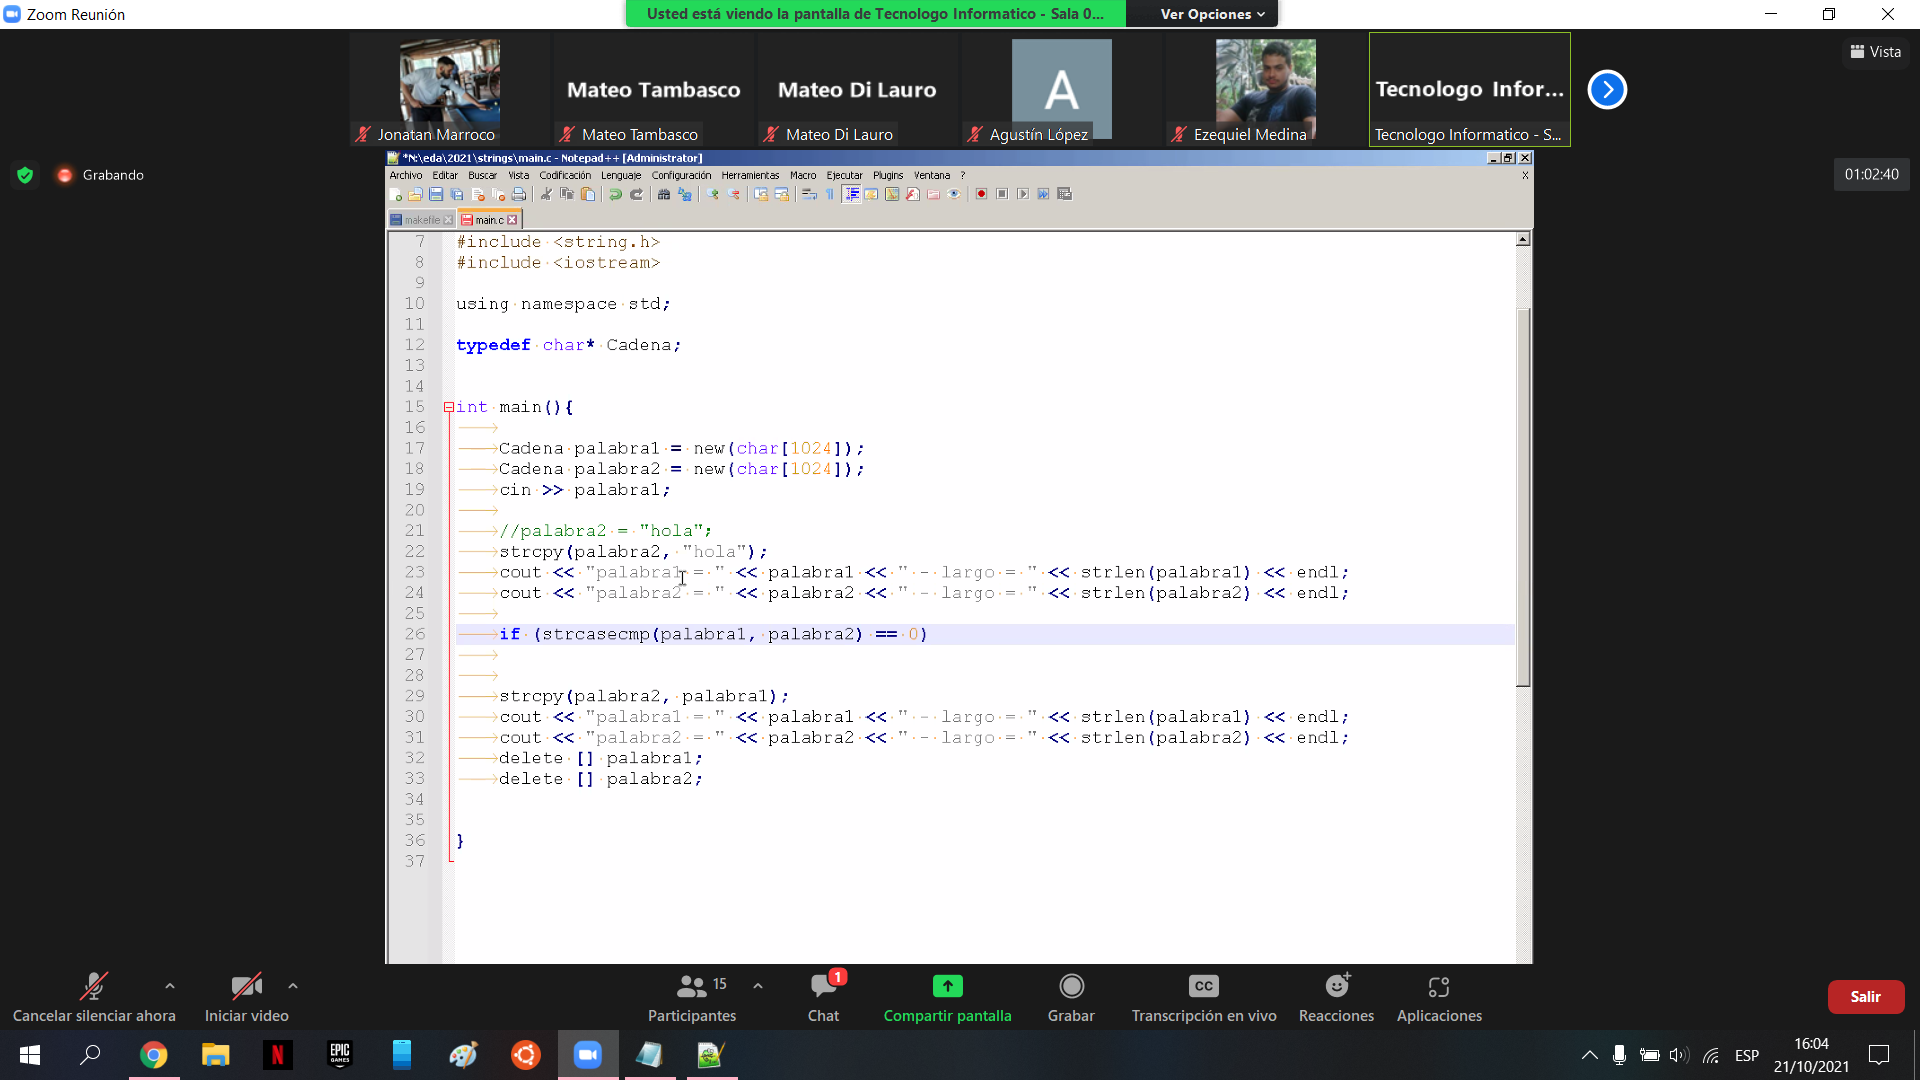 Zoom Reunión
Usted está viendo la pantalla de Tecnologo Informatico - Sala 0...
Ver Opciones
Vista
Mateo Tambasco
Mateo Di Lauro
A
Tecnologo Infor...
Jonatan Marroco
Mateo Tambasco
Mateo Di Lauro
Agustín López
Ezequiel Medina
Tecnologo Informatico - S...
Grabando
01:02:40
*N:\eda\2021\strings\main.c - Notepad++ [Administrator]
Archivo Editar Buscar Vista Codificación Lenguaje Configuración Herramientas Macro Ejecutar Plugins Ventana ? X
makefile main.c
7 #include <string.h>
8 #include <iostream>
9
10 using namespace std;
11
12 typedef char* Cadena;
13
14
15 int main(){
16
17 Cadena palabra1 = new(char[1024]);
18 Cadena palabra2 = new(char[1024]);
19 cin >> palabra1;
20
21 //palabra2 = "hola";
22 strcpy(palabra2, "hola");
23 cout << "palabra1 = " << palabra1 << " - largo = " << strlen(palabra1) << endl;
24 cout << "palabra2 = " << palabra2 << " - largo = " << strlen(palabra2) << endl;
25
26 if (strcasecmp(palabra1, palabra2) == 0)
27
28
29 strcpy(palabra2, palabra1);
30 cout << "palabra1 = " << palabra1 << " - largo = " << strlen(palabra1) << endl;
31 cout << "palabra2 = " << palabra2 << " - largo = " << strlen(palabra2) << endl;
32 delete [] palabra1;
33 delete [] palabra2;
34
35
36 }
37
Cancelar silenciar ahora
Iniciar video
15
Participantes
1
Chat
Compartir pantalla
Grabar
CC
Transcripción en vivo
Reacciones
Aplicaciones
Salir
N
EPIC
GAMES
ESP
16:04
21/10/2021